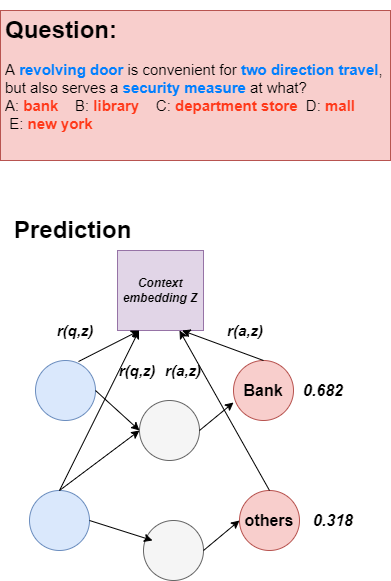 Question:
A revolving door is convenient for two direction travel,
but also serves a security measure at what?
A: bank B: library C: department store D: mall
E: new york
Prediction
Context
embedding Z
r(q,z) r(a,z)
r(q,z) r(a,z)
Bank 0.682
others 0.318